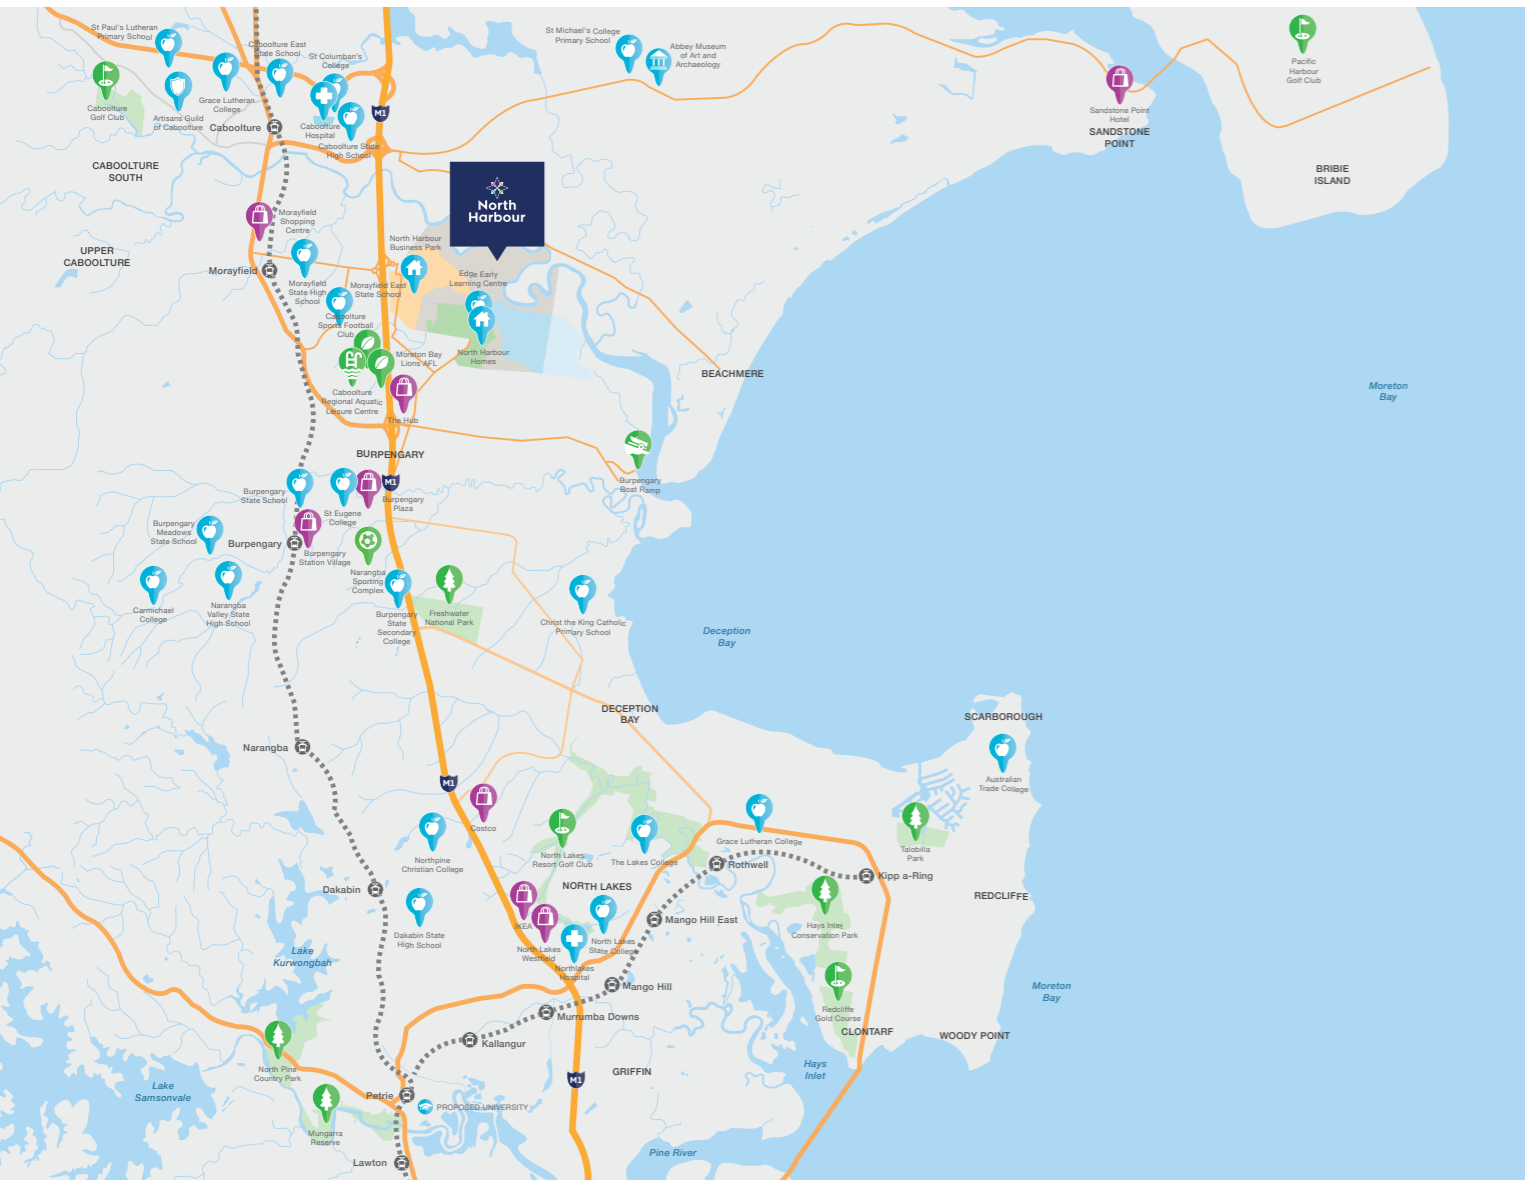 St Paul's Lutheran
Primary School
Caboolture East
State School
St Columban's
College
St Michael's College
Primary School
Abbey Museum
of Art and
Archaeology
Pacific
Harbour
Golf Club
Caboolture
Golf Club
Artisans Guild
of Caboolture
Grace Lutheran
College
Caboolture
Caboolture
Hospital
Caboolture State
High School
M1
Sandstone Point
Hotel
SANDSTONE
POINT
BRIBIE
ISLAND
CABOOLTURE
SOUTH
North
Harbour
Morayfield
Shopping
Centre
North Harbour
Business Park
UPPER
CABOOLTURE
Morayfield
Morayfield
State High
School
Morayfield East
State School
Edge Early
Learning Centre
Caboolture
Sports Football
Club
Moreton Bay
Lions AFL
North Harbour
Homes
Caboolture
Regional Aquatic
Leisure Centre
The Hub
BEACHMERE
Moreton
Bay
BURPENGARY
Burpengary
Boat Ramp
Burpengary
State School
St Eugene
College
M1
Burpengary
Plaza
Burpengary
Meadows
State School
Burpengary
Burpengary
Station Village
Narangba
Sporting
Complex
Carmichael
College
Narangba
Valley State
High School
Burpengary
State
Secondary
College
Freshwater
National Park
Christ the King Catholic
Primary School
Deception
Bay
DECEPTION
BAY
SCARBOROUGH
Narangba
Australian
Trade College
M1
Costco
Northpine
Christian College
North Lakes
Resort Golf Club
The Lakes College
Grace Lutheran College
Talobilla
Park
Rothwell
Kipp a-Ring
Dakabin
NORTH LAKES
REDCLIFFE
Dakabin State
High School
IKEA
North Lakes
Westfield
North Lakes
State College
Northlakes
Hospital
Mango Hill East
Hays Inlet
Conservation Park
Lake
Kurwongbah
Mango Hill
Moreton
Bay
Murrumba Downs
Redcliffe
Gold Course
CLONTARF
WOODY POINT
Kallangur
North Pine
Country Park
GRIFFIN
Hays
Inlet
M1
Lake
Samsonvale
Petrie
PROPOSED UNIVERSITY
Mungarra
Reserve
Lawton
Pine River